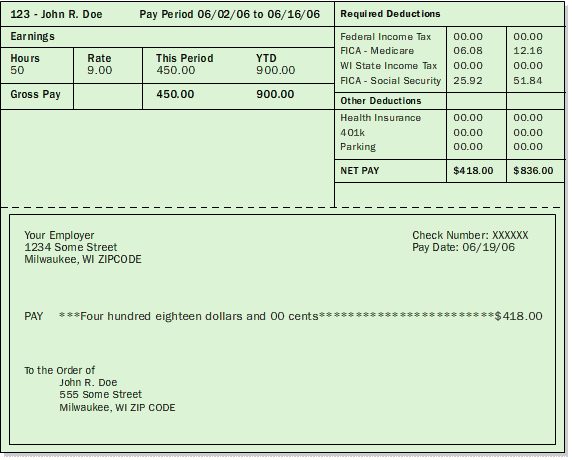 123 - John R. Doe Pay Period 06/02/06 to 06/16/06
Earnings
Hours Rate This Period YTD
50 9.00 450.00 900.00
Gross Pay 450.00 900.00
Required Deductions
Federal Income Tax 00.00 00.00
FICA - Medicare 06.08 12.16
WI State Income Tax 00.00 00.00
FICA - Social Security 25.92 51.84
Other Deductions
Health Insurance 00.00 00.00
401k 00.00 00.00
Parking 00.00 00.00
NET PAY $418.00 $836.00
Your Employer
1234 Some Street
Milwaukee, WI ZIPCODE
Check Number: XXXXXX
Pay Date: 06/19/06
PAY ***Four hundred eighteen dollars and 00 cents************************$418.00
To the Order of
John R. Doe
555 Some Street
Milwaukee, WI ZIP CODE